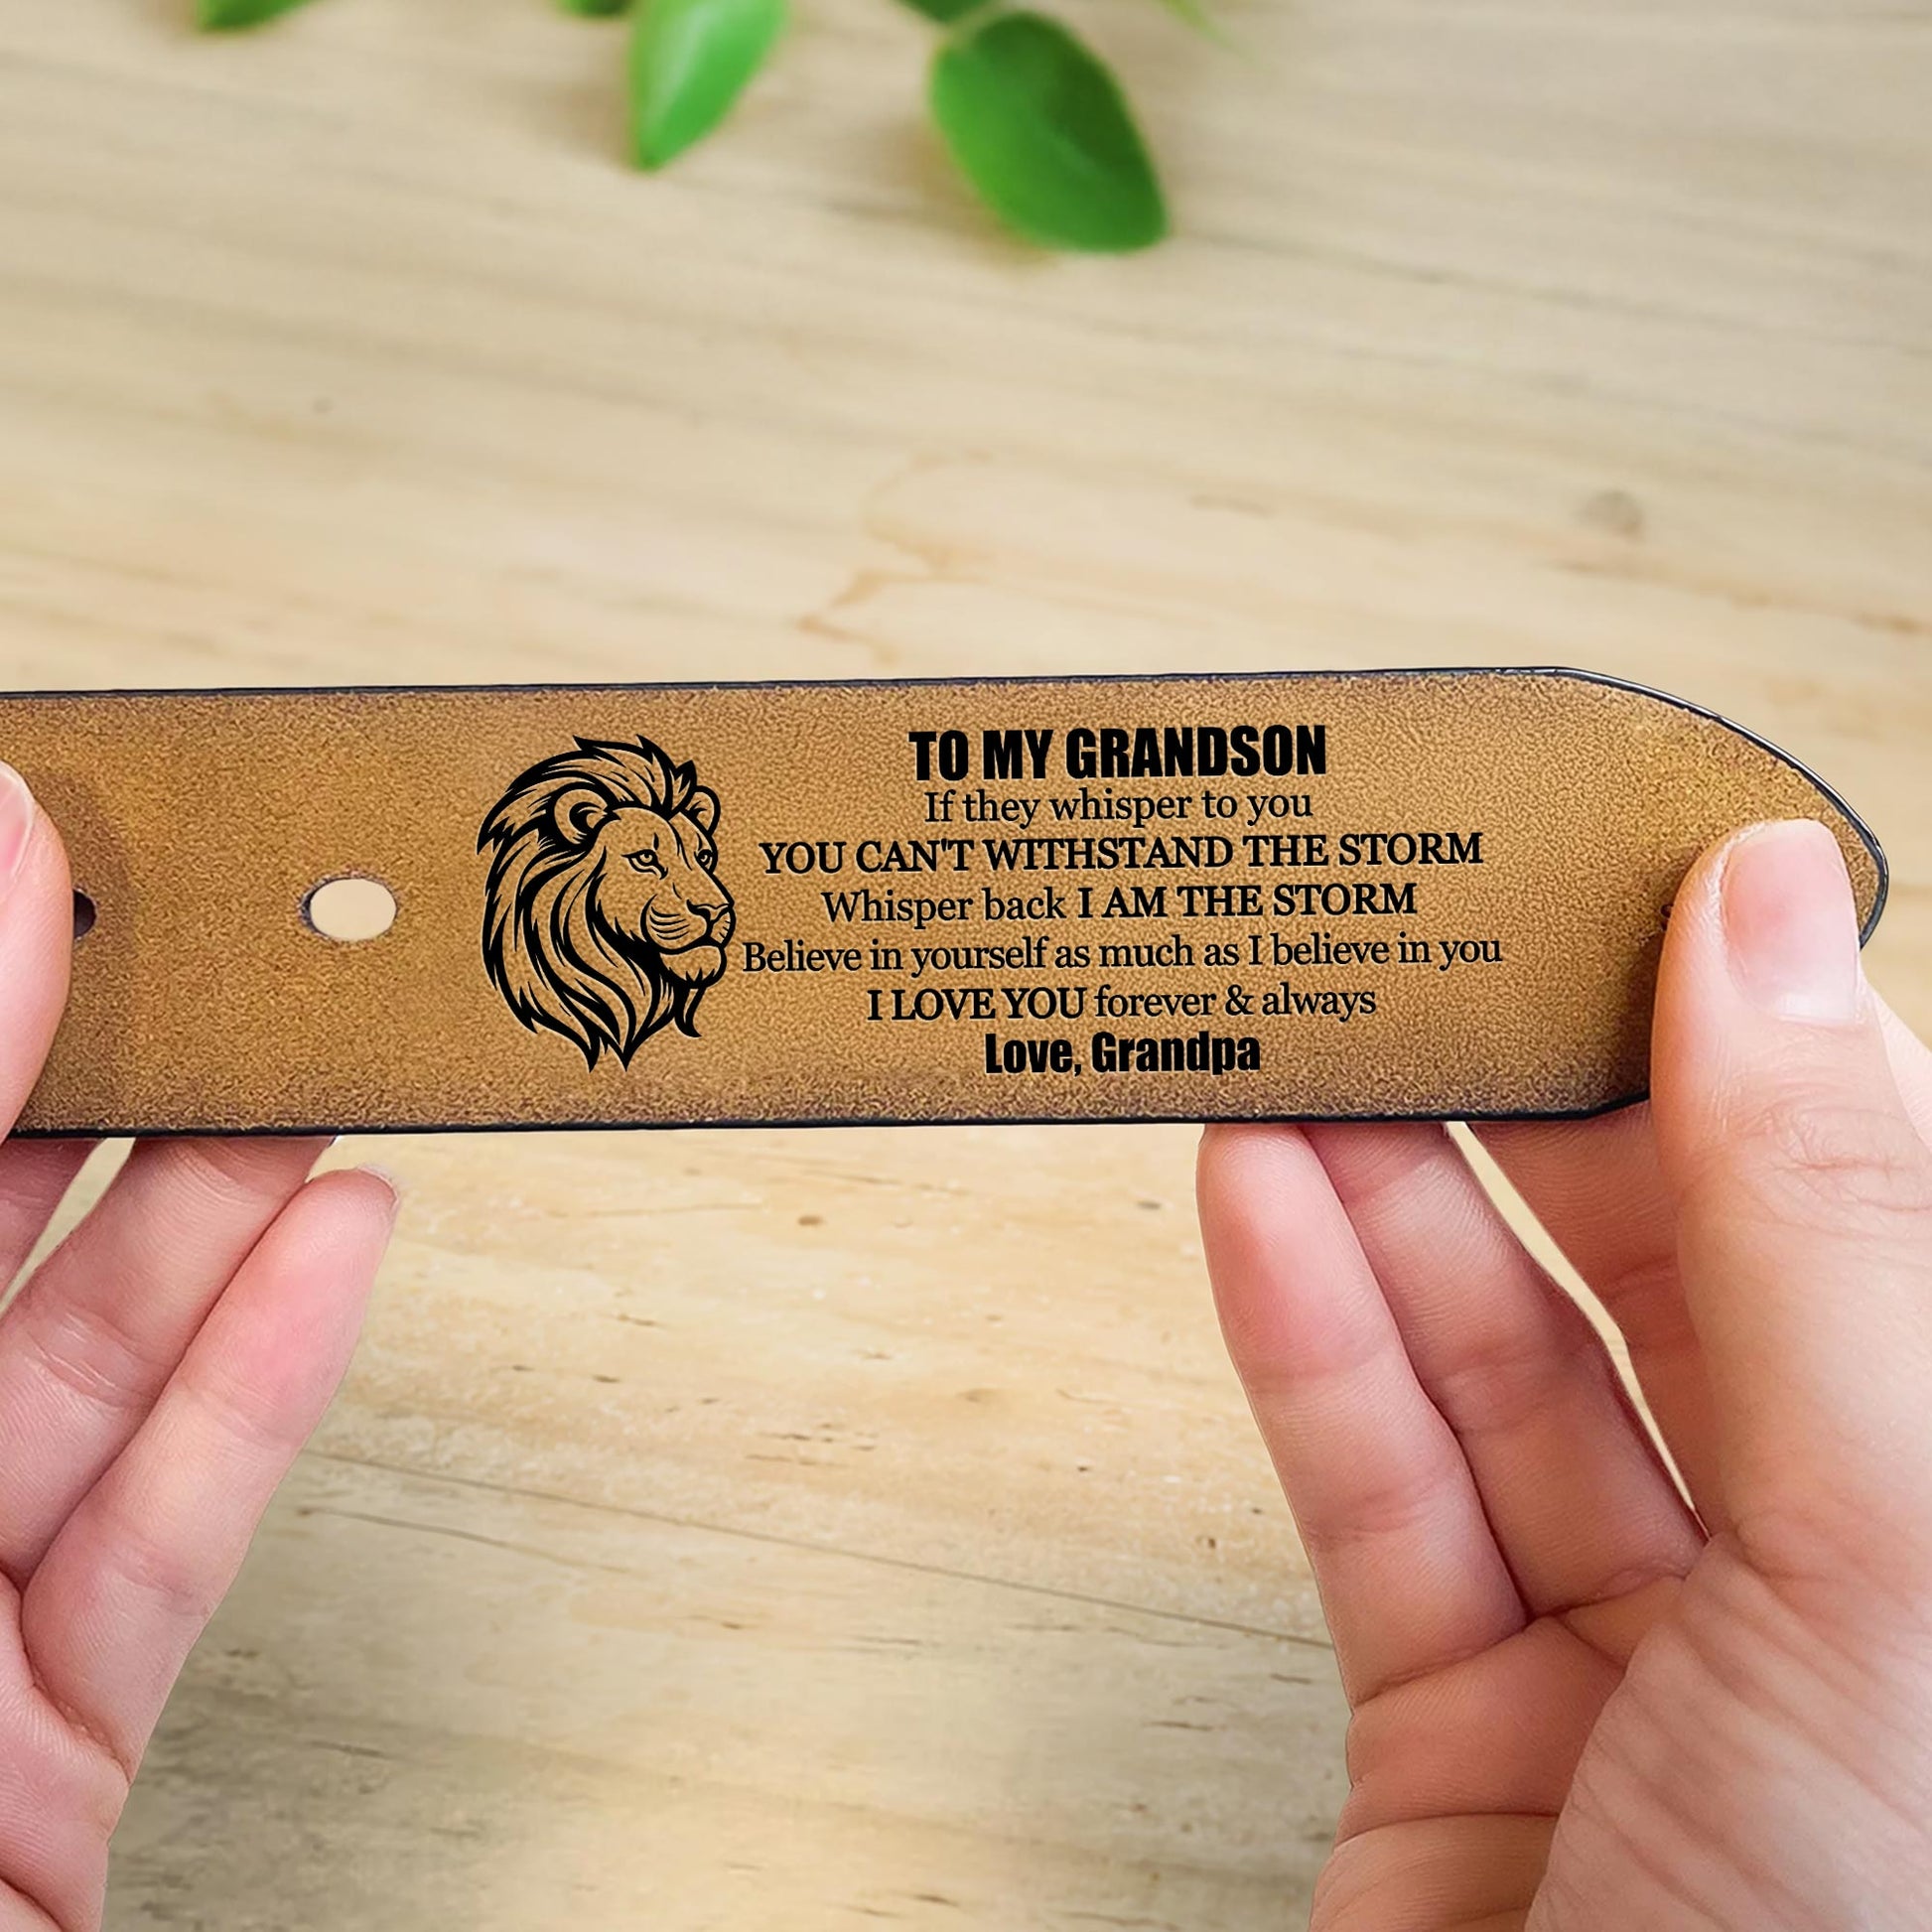 TO MY GRANDSON
If they whisper to you
YOU CAN'T WITHSTAND THE STORM
Whisper back I AM THE STORM
Believe in yourself as much as I believe in you
I LOVE YOU forever & always
Love, Grandpa